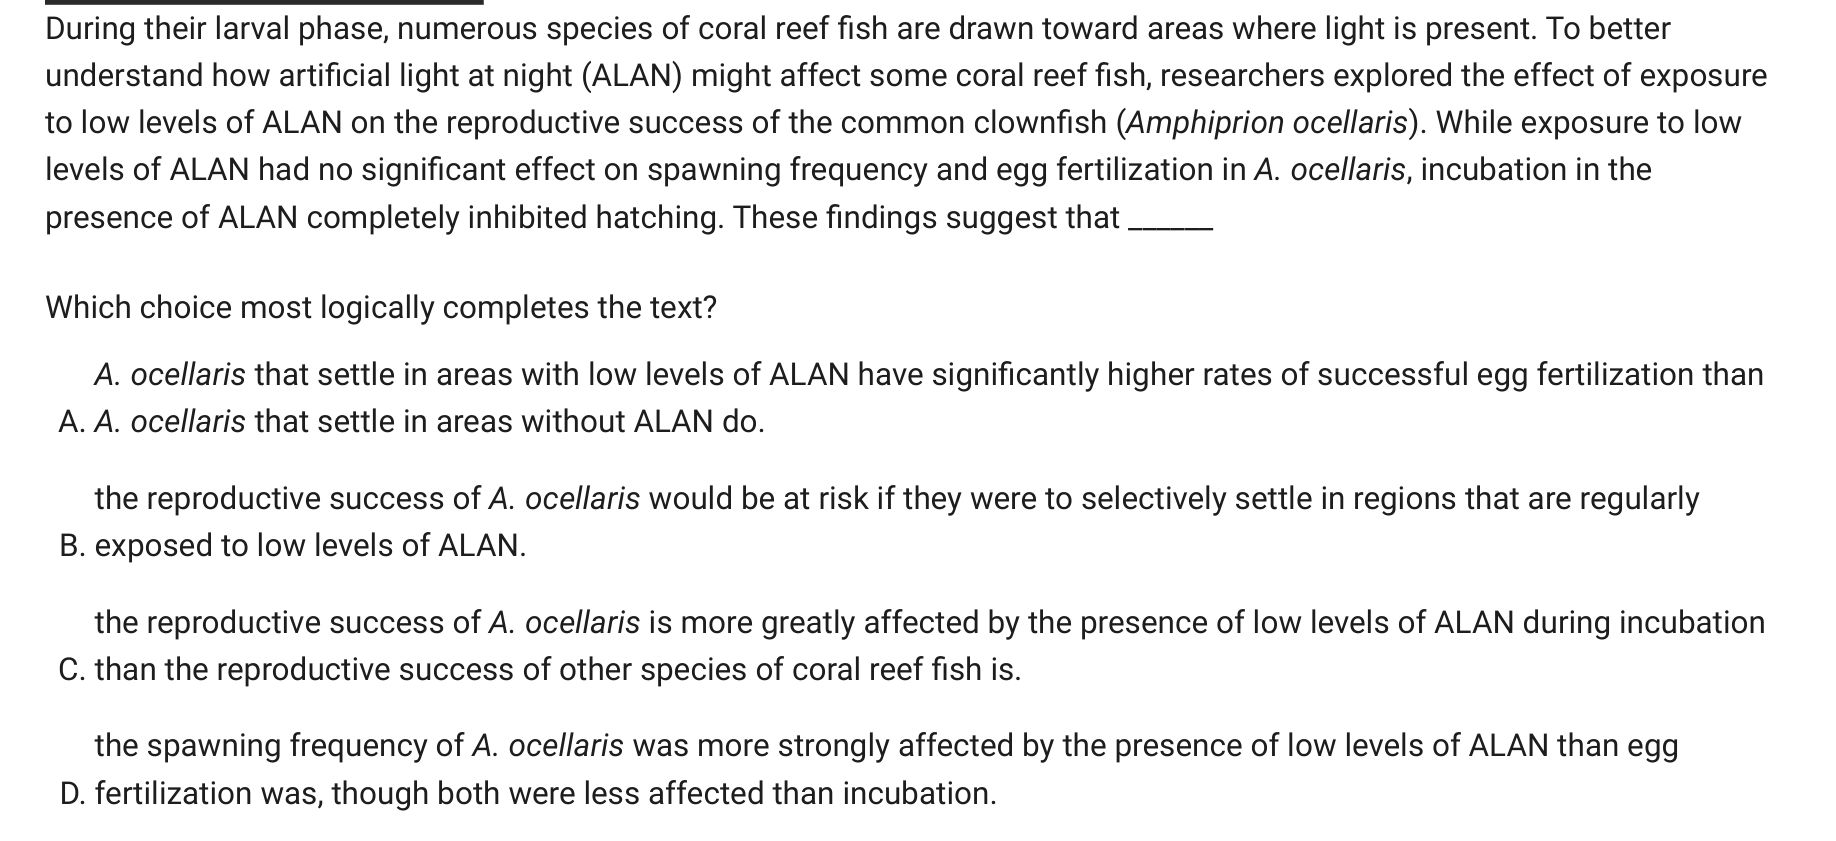 During their larval phase, numerous species of coral reef fish are drawn toward areas where light is present. To better
understand how artificial light at night (ALAN) might affect some coral reef fish, researchers explored the effect of exposure
to low levels of ALAN on the reproductive success of the common clownfish (Amphiprion ocellaris). While exposure to low
levels of ALAN had no significant effect on spawning frequency and egg fertilization in A. ocellaris, incubation in the
presence of ALAN completely inhibited hatching. These findings suggest that ______
Which choice most logically completes the text?
A. ocellaris that settle in areas with low levels of ALAN have significantly higher rates of successful egg fertilization than
A. A. ocellaris that settle in areas without ALAN do.
the reproductive success of A. ocellaris would be at risk if they were to selectively settle in regions that are regularly
B. exposed to low levels of ALAN.
the reproductive success of A. ocellaris is more greatly affected by the presence of low levels of ALAN during incubation
C. than the reproductive success of other species of coral reef fish is.
the spawning frequency of A. ocellaris was more strongly affected by the presence of low levels of ALAN than egg
D. fertilization was, though both were less affected than incubation.